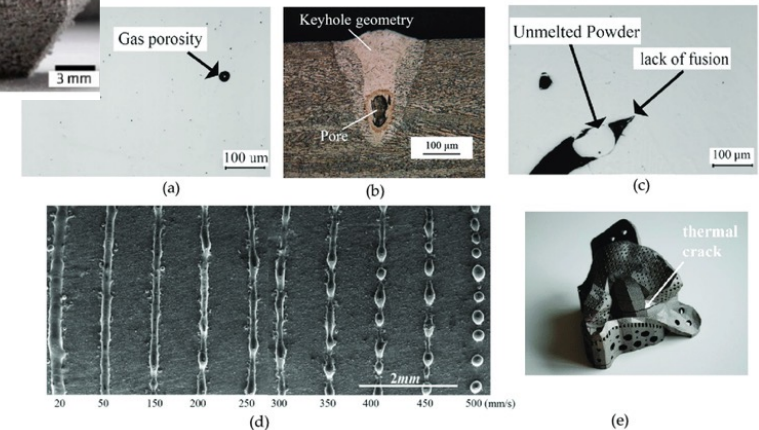 3 mm
Gas porosity
100 um
(a)
Keyhole geometry
Pore
100 µm
(b)
Unmelted Powder
lack of fusion
100 µm
(c)
2mm
20 50 150 200 250 300 350 400 450 500 (mm/s)
(d)
thermal
crack
(e)